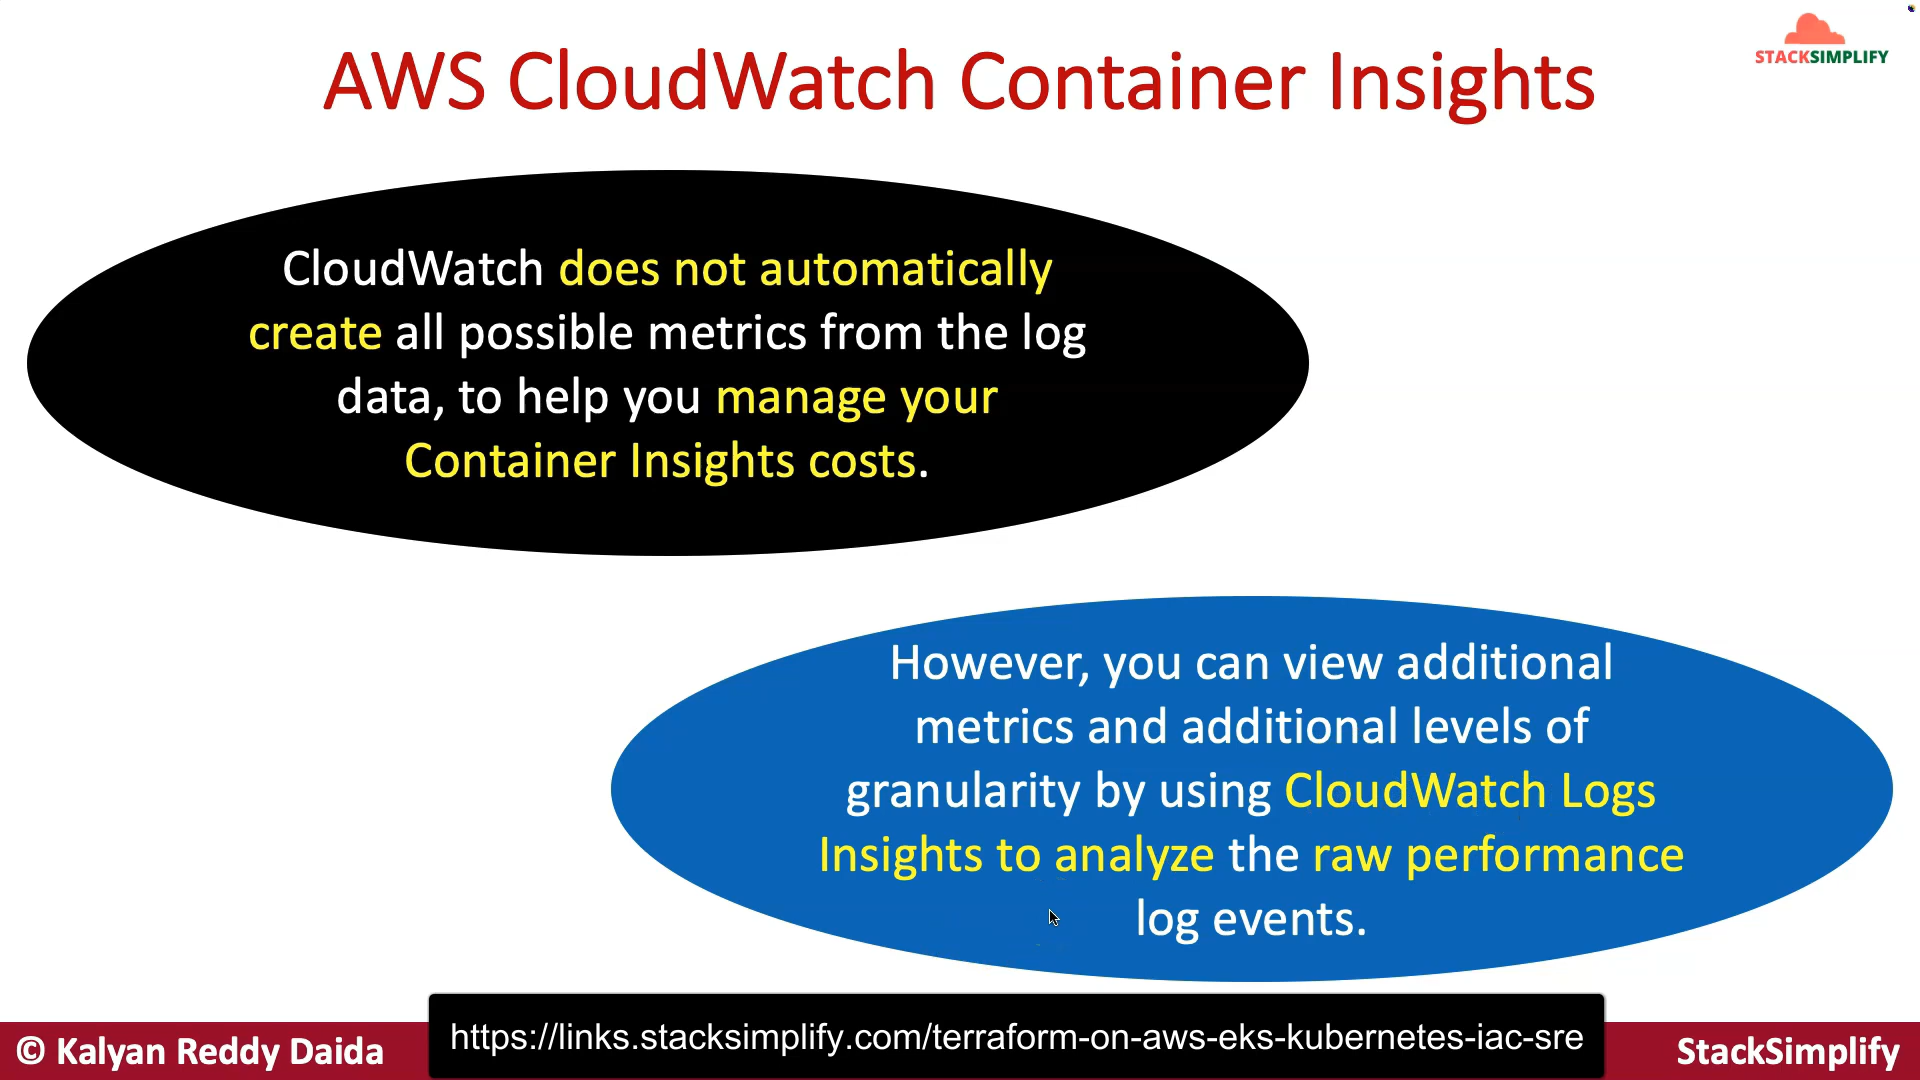 AWS CloudWatch Container Insights
STACKSIMPLIFY
CloudWatch does not automatically
create all possible metrics from the log
data, to help you manage your
Container Insights costs.
However, you can view additional
metrics and additional levels of
granularity by using CloudWatch Logs
Insights to analyze the raw performance
log events.
© Kalyan Reddy Daida
https://links.stacksimplify.com/terraform-on-aws-eks-kubernetes-iac-sre
StackSimplify